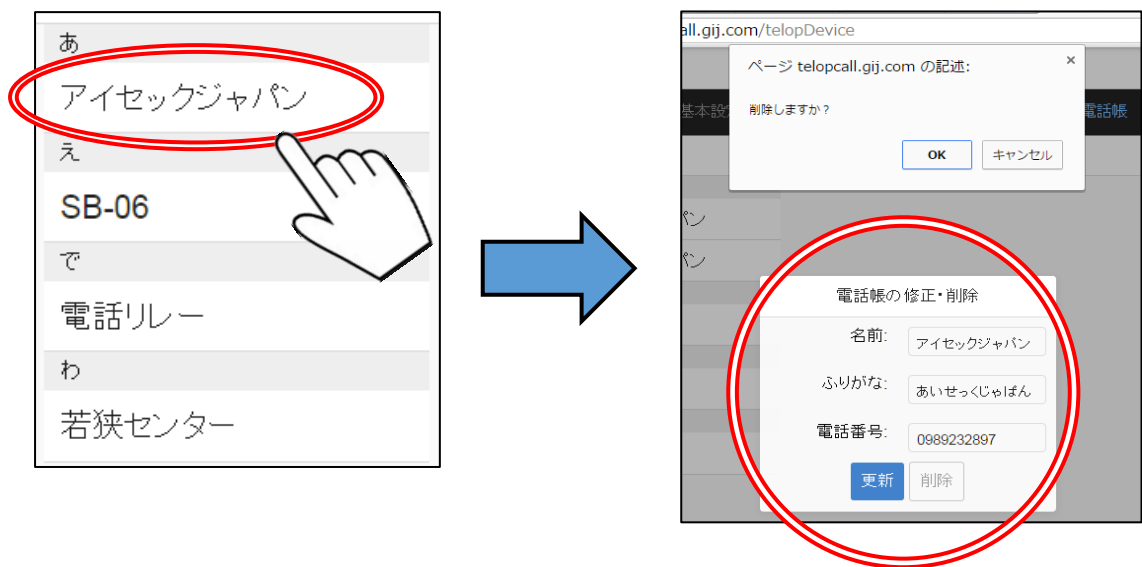 あ
アイセックジャパン
え
SB-06
で
電話リレー
わ
若狭センター
all.gij.com/telopDevice
ページ telopcall.gij.com の記述:
×
削除しますか？
OK キャンセル
基本設
電話帳
パン
パン
電話帳の修正・削除
名前: アイセックジャパン
ふりがな: あいせっくじゃぱん
電話番号: 0989232897
更新 削除